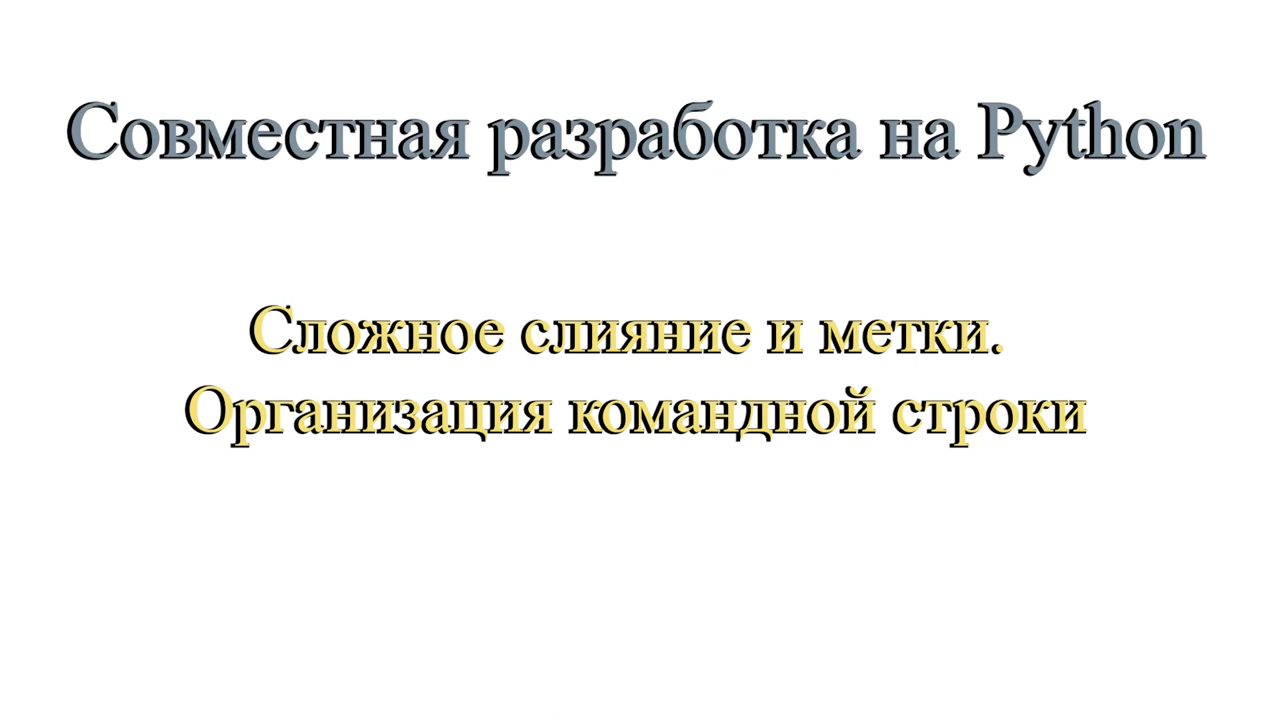 Совместная разработка на Python
Сложное слияние и метки.
Организация командной строки